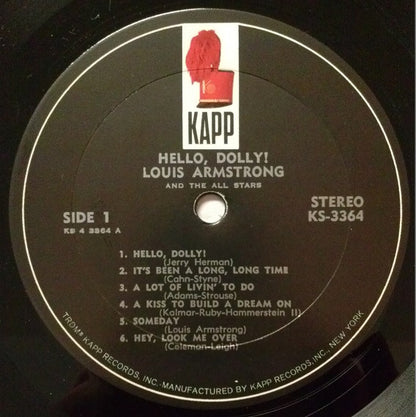 KAPP
HELLO, DOLLY!
LOUIS ARMSTRONG
AND THE ALL STARS
SIDE 1
KS 4 3364 A
STEREO
KS-3364
1. HELLO, DOLLY!
(Jerry Herman)
2. IT'S BEEN A LONG, LONG TIME
(Cahn-Styne)
3. A LOT OF LIVIN' TO DO
(Adams-Strouse)
4. A KISS TO BUILD A DREAM ON
(Kalmar-Ruby-Hammerstein II)
5. SOMEDAY
(Louis Armstrong)
6. HEY, LOOK ME OVER
(Coleman-Leigh)
TROM® KAPP RECORDS, INC.-MANUFACTURED BY KAPP RECORDS INC., NEW YORK